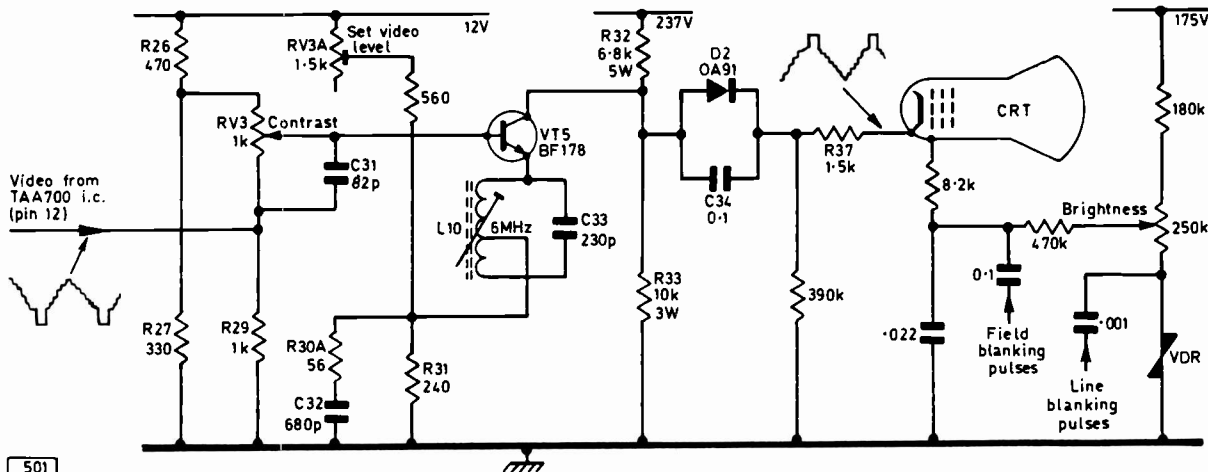 12V
237V
175V
R26
470
RV3A
1.5k
Set video
level
R32
6.8k
5W
D2
OA91
560
CRT
180k
RV3
1k
Contrast
VT5
BF178
R37
1.5k
C31
82p
C34
0.1
8.2k
Video from
TAA700 i.c.
(pin 12)
L10
6MHz
C33
230p
Brightness
470k
250k
R33
10k
3W
390k
0.1
.001
R27
330
R29
1k
R30A
56
R31
240
.022
Field
blanking
pulses
VDR
C32
680p
Line
blanking
pulses
501